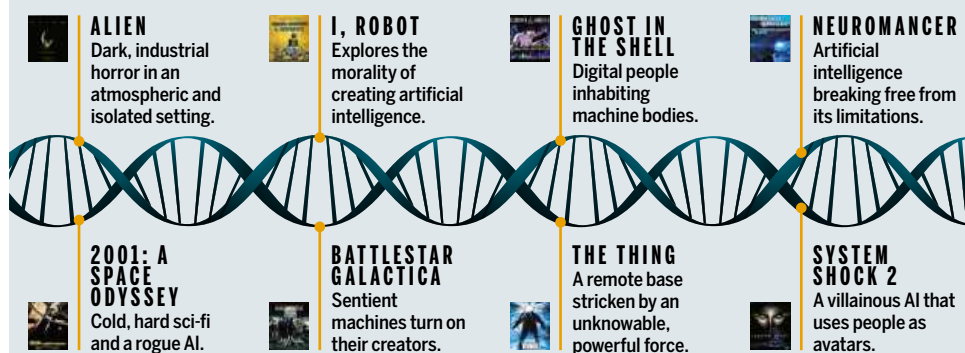 ALIEN
Dark, industrial
horror in an
atmospheric and
isolated setting.
I, ROBOT
Explores the
morality of
creating artificial
intelligence.
GHOST IN
THE SHELL
Digital people
inhabiting
machine bodies.
NEUROMANCER
Artificial
intelligence
breaking free from
its limitations.
2001: A
SPACE
ODYSSEY
Cold, hard sci-fi
and a rogue AI.
BATTLESTAR
GALACTICA
Sentient
machines turn on
their creators.
THE THING
A remote base
stricken by an
unknowable,
powerful force.
SYSTEM
SHOCK 2
A villainous AI that
uses people as
avatars.